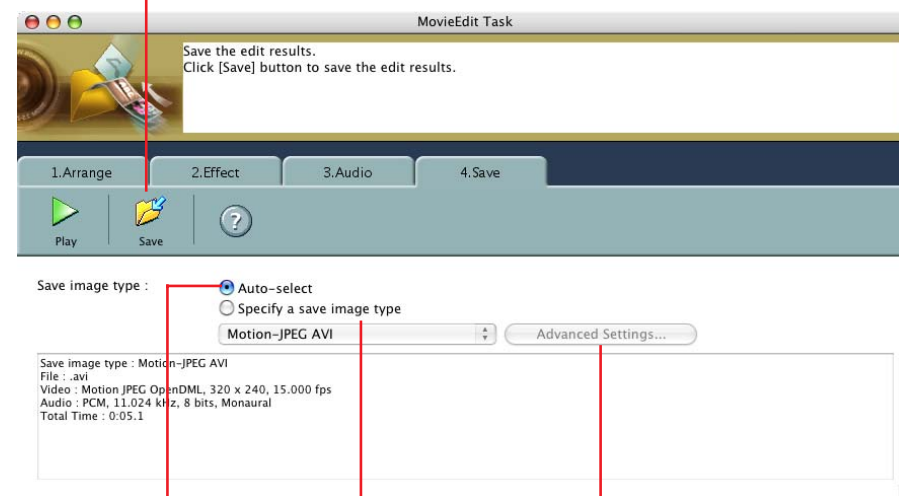 MovieEdit Task
Save the edit results.
Click [Save] button to save the edit results.
1.Arrange
2.Effect
3.Audio
4.Save
Play
Save
?
Save image type :
Auto-select
Specify a save image type
Motion-JPEG AVI
Advanced Settings...
Save image type : Motion-JPEG AVI
File : .avi
Video : Motion JPEG OpenDML, 320 x 240, 15.000 fps
Audio : PCM, 11.024 kHz, 8 bits, Monaural
Total Time : 0:05.1